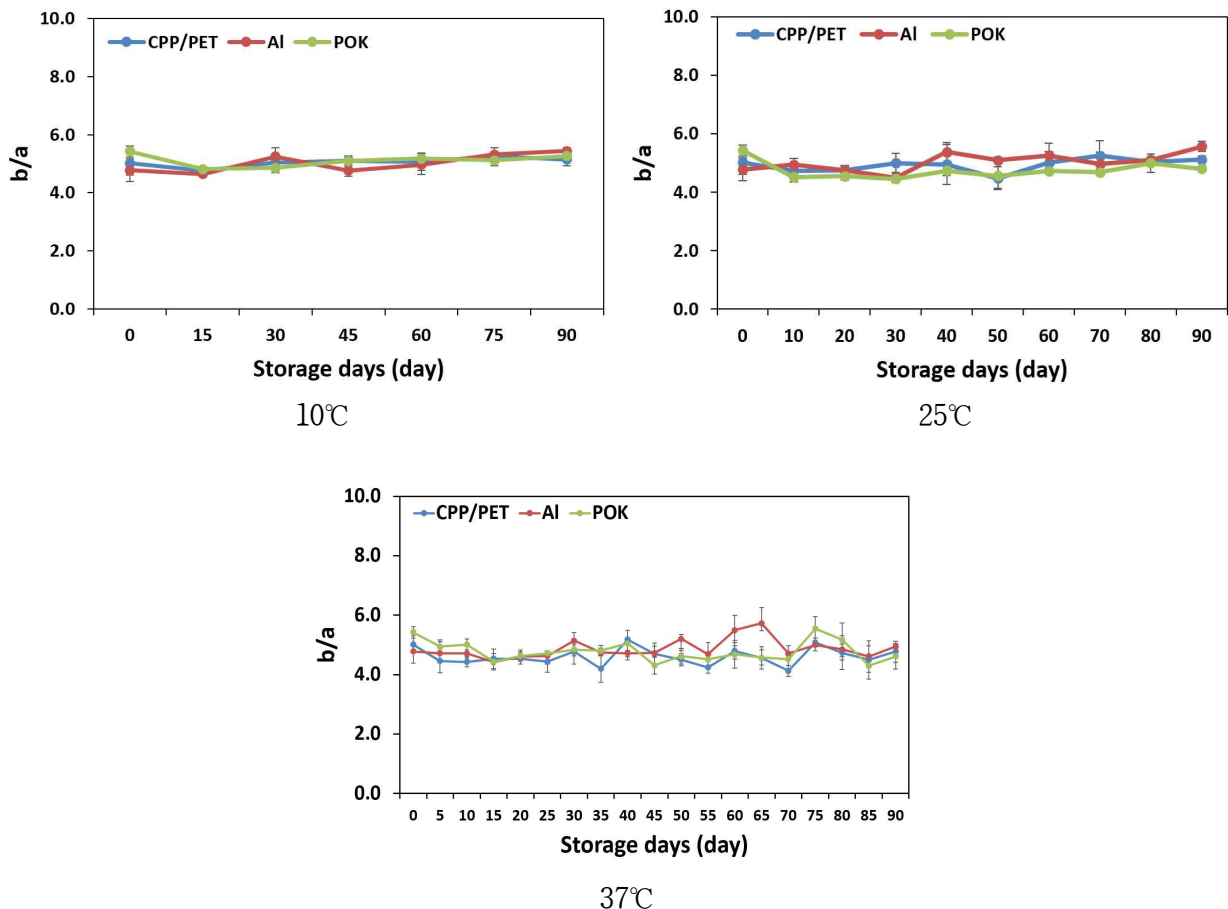 10.0
8.0
6.0
4.0
2.0
0.0
b/a
CPP/PET Al POK
0 15 30 45 60 75 90
Storage days (day)
10℃
10.0
8.0
6.0
4.0
2.0
0.0
b/a
CPP/PET Al POK
0 10 20 30 40 50 60 70 80 90
Storage days (day)
25℃
10.0
8.0
6.0
4.0
2.0
0.0
b/a
CPP/PET Al POK
0 5 10 15 20 25 30 35 40 45 50 55 60 65 70 75 80 85 90
Storage days (day)
37℃